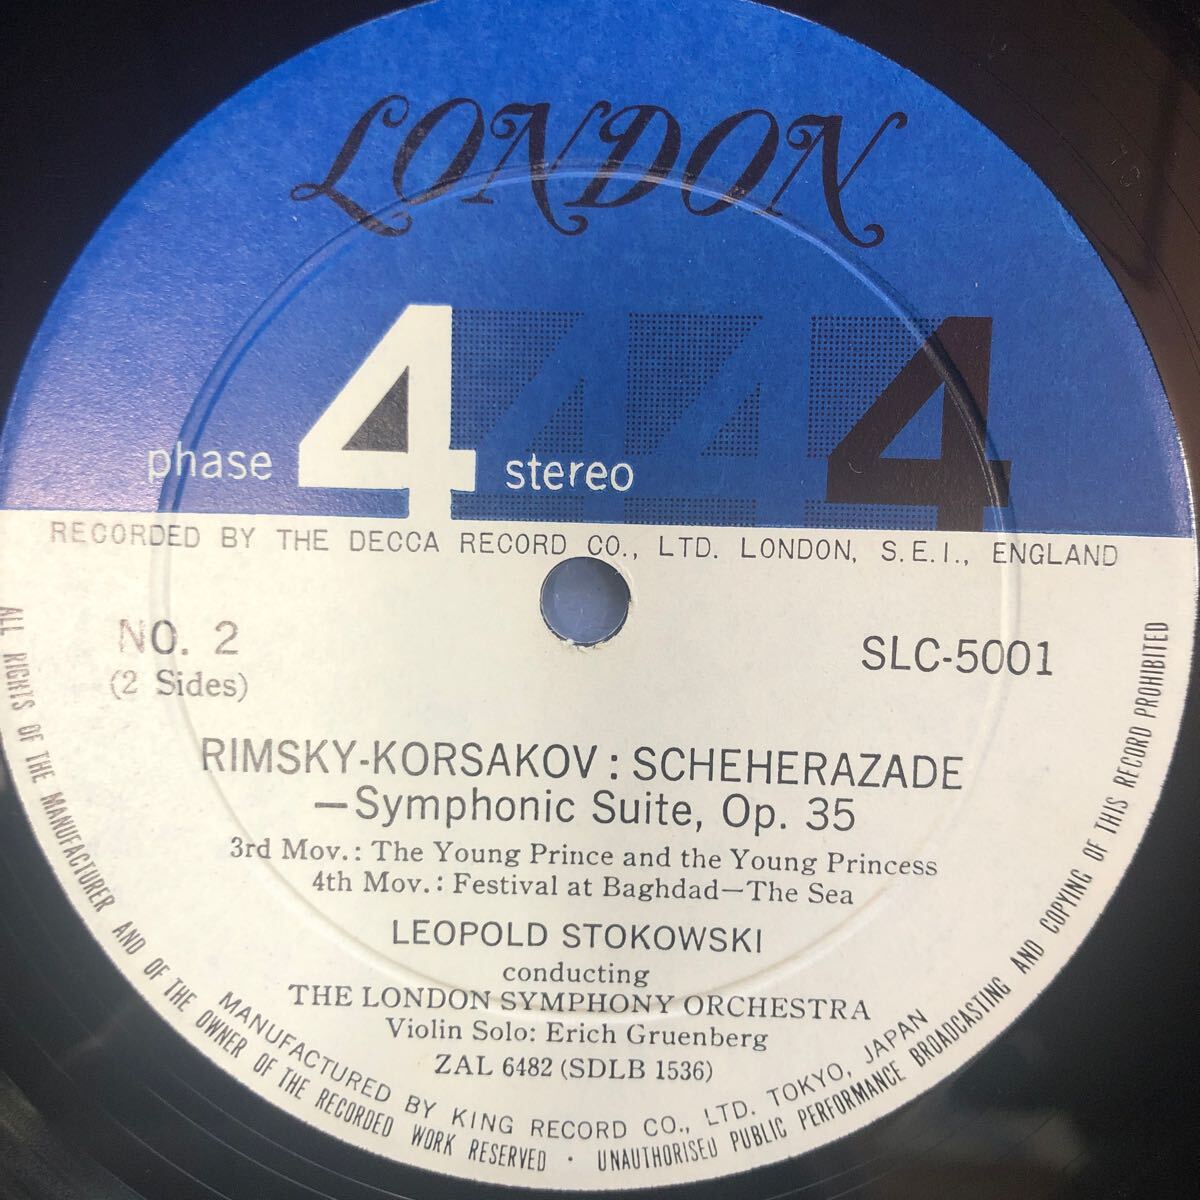 LONDON
phase 4 stereo 4
RECORDED BY THE DECCA RECORD CO., LTD. LONDON, S.E.I., ENGLAND
NO. 2
(2 Sides)
SLC-5001
RIMSKY-KORSAKOV : SCHEHERAZADE
—Symphonic Suite, Op. 35
3rd Mov.: The Young Prince and the Young Princess
4th Mov.: Festival at Baghdad—The Sea
LEOPOLD STOKOWSKI
conducting
THE LONDON SYMPHONY ORCHESTRA
Violin Solo: Erich Gruenberg
ZAL 6482 (SDLB 1536)
MANUFACTURED BY KING RECORD CO., LTD. TOKYO, JAPAN
ALL RIGHTS OF THE MANUFACTURER AND OF THE OWNER OF THE RECORDED WORK RESERVED · UNAUTHORISED PUBLIC PERFORMANCE BROADCASTING AND COPYING OF THIS RECORD PROHIBITED